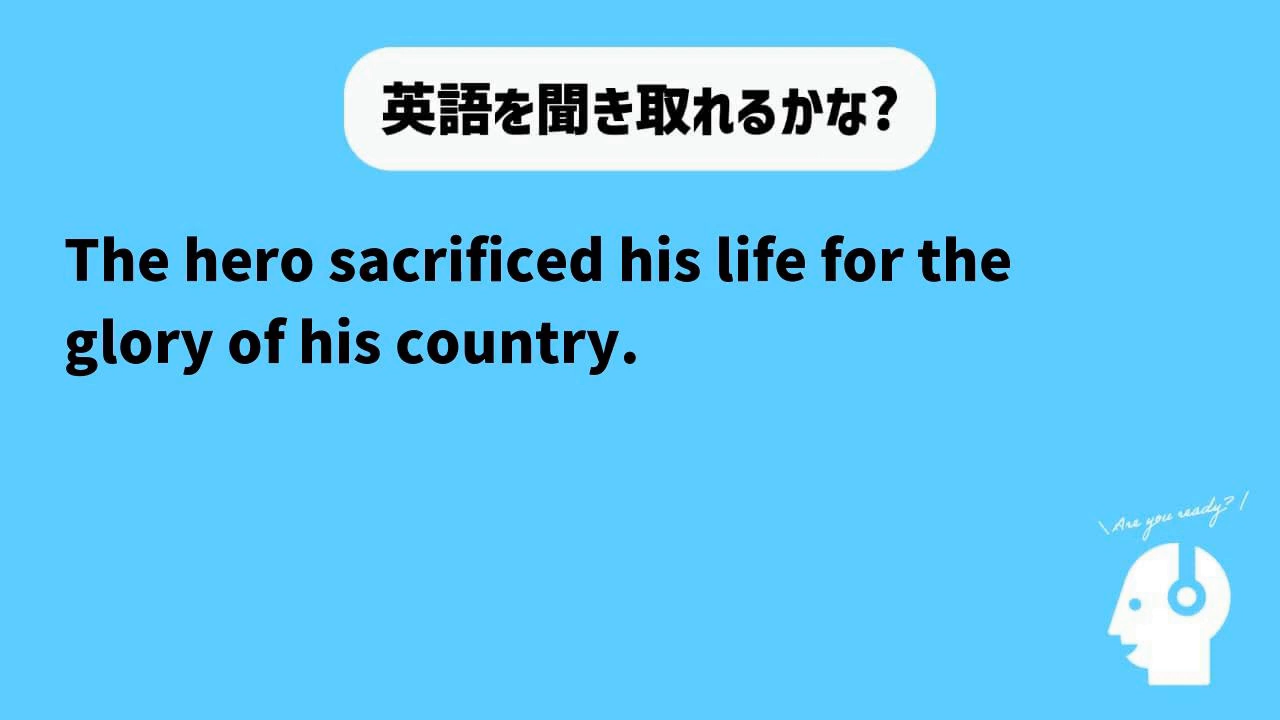 英語を聞き取れるかな?
The hero sacrificed his life for the
glory of his country.
\Are you ready?/